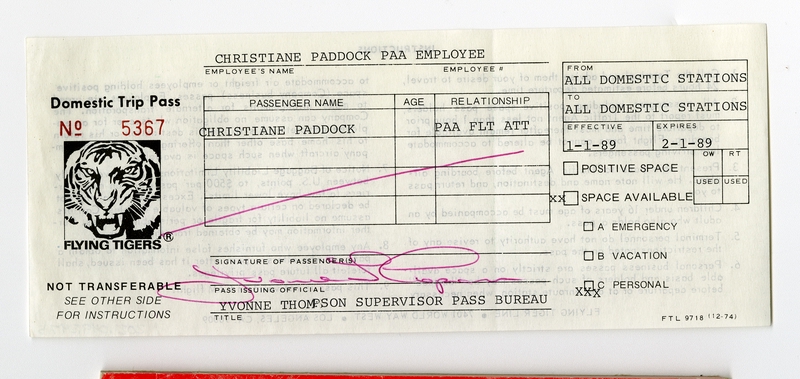 CHRISTIANE PADDOCK PAA EMPLOYEE
EMPLOYEE'S NAME EMPLOYEE #
Domestic Trip Pass
Nº 5367
FLYING TIGERS®
NOT TRANSFERABLE
SEE OTHER SIDE
FOR INSTRUCTIONS
PASSENGER NAME AGE RELATIONSHIP
CHRISTIANE PADDOCK PAA FLT ATT
SIGNATURE OF PASSENGER(S)
Yvonne Thompson
PASS ISSUING OFFICIAL
YVONNE THOMPSON SUPERVISOR PASS BUREAU
TITLE
FROM
ALL DOMESTIC STATIONS
TO
ALL DOMESTIC STATIONS
EFFECTIVE EXPIRES
1-1-89 2-1-89
OW RT
POSITIVE SPACE
USED USED
xx SPACE AVAILABLE
A EMERGENCY
B VACATION
XXX C PERSONAL
FTL 9718 (12-74)